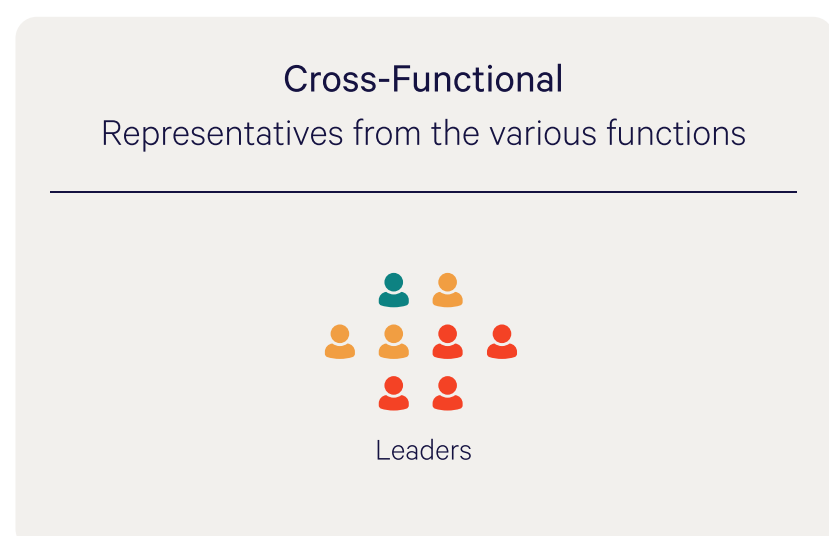 Cross-Functional
Representatives from the various functions
Leaders